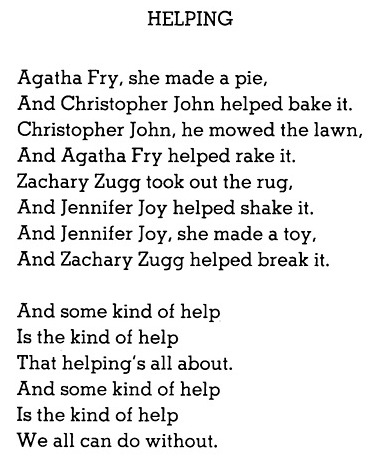 HELPING

Agatha Fry, she made a pie,
And Christopher John helped bake it.
Christopher John, he mowed the lawn,
And Agatha Fry helped rake it.
Zachary Zugg took out the rug,
And Jennifer Joy helped shake it.
And Jennifer Joy, she made a toy,
And Zachary Zugg helped break it.

And some kind of help
Is the kind of help
That helping's all about.
And some kind of help
Is the kind of help
We all can do without.